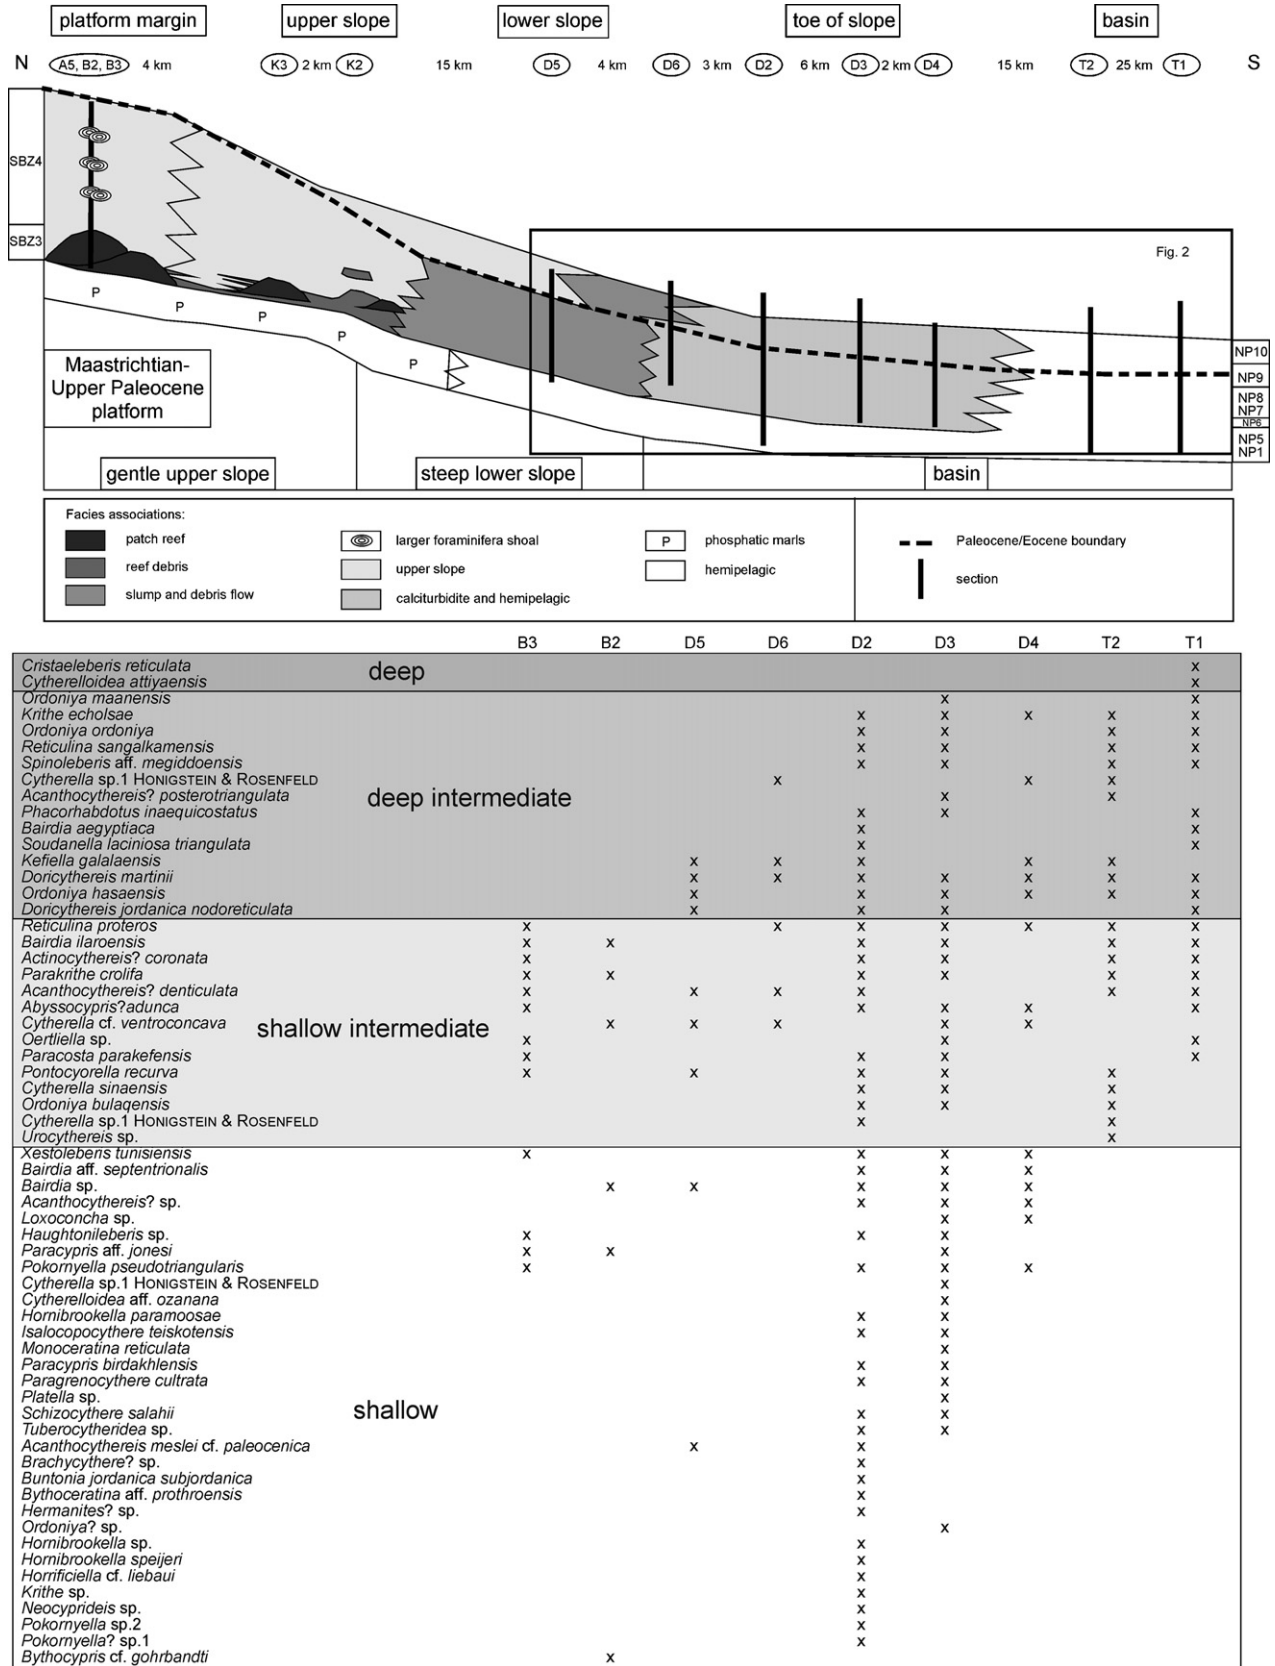 platform margin upper slope lower slope toe of slope basin
N A5, B2, B3 4 km K3 2 km K2 15 km D5 4 km D6 3 km D2 6 km D3 2 km D4 15 km T2 25 km T1 S
SBZ4
SBZ3
Fig. 2
P
P
P
P
P
Maastrichtian-
Upper Paleocene
platform
NP10
NP9
NP8
NP7
NP6
NP5
NP1
gentle upper slope steep lower slope basin
Facies associations:
patch reef larger foraminifera shoal P phosphatic marls Paleocene/Eocene boundary
reef debris upper slope hemipelagic section
slump and debris flow calciturbidite and hemipelagic
B3 B2 D5 D6 D2 D3 D4 T2 T1
deep
Cristaeleberis reticulata x
Cytherelloidea attiyaensis x
deep intermediate
Ordoniya maanensis x x
Krithe echolsae x x x x x
Ordoniya ordoniya x x x x
Reticulina sangalkamensis x x x x
Spinoleberis aff. megiddoensis x x x x
Cytherella sp.1 HONIGSTEIN & ROSENFELD x x x
Acanthocythereis? posterotriangulata x x
Phacorhabdotus inaequicostatus x x x
Bairdia aegyptiaca x x
Soudanella laciniosa triangulata x x
Kefiella galalaensis x x x x x
Doricythereis martinii x x x x x x x
Ordoniya hasaensis x x x x x x
Doricythereis jordanica nodoreticulata x x x x
shallow intermediate
Reticulina proteros x x x x x x x
Bairdia ilaroensis x x x x x x
Actinocythereis? coronata x x x x x
Parakrithe crolifa x x x x x x
Acanthocythereis? denticulata x x x x x x
Abyssocypris?adunca x x x x x
Cytherella cf. ventroconcava x x x x x
Oertliella sp. x x x
Paracosta parakefensis x x x x
Pontocyorella recurva x x x x x
Cytherella sinaensis x x x
Ordoniya bulaqensis x x x
Cytherella sp.1 HONIGSTEIN & ROSENFELD x x
Urocythereis sp. x
shallow
Xestoleberis tunisiensis x x x x
Bairdia aff. septentrionalis x x x
Bairdia sp. x x x x x
Acanthocythereis? sp. x x x
Loxoconcha sp. x x
Haughtonileberis sp. x x x
Paracypris aff. jonesi x x x
Pokornyella pseudotriangularis x x x x
Cytherella sp.1 HONIGSTEIN & ROSENFELD x
Cytherelloidea aff. ozanana x
Hornibrookella paramoosae x x
Isalocopocythere teiskotensis x x
Monoceratina reticulata x
Paracypris birdakhlensis x x
Paragrenocythere cultrata x x
Platella sp. x
Schizocythere salahii x x
Tuberocytheridea sp. x x
Acanthocythereis meslei cf. paleocenica x x
Brachycythere? sp. x
Buntonia jordanica subjordanica x
Bythoceratina aff. prothroensis x
Hermanites? sp. x
Ordoniya? sp. x
Hornibrookella sp. x
Hornibrookella speijeri x
Horrificiella cf. liebaui x
Krithe sp. x
Neocyprideis sp. x
Pokornyella sp.2 x
Pokornyella? sp.1 x
Bythocypris cf. gohrbandti x